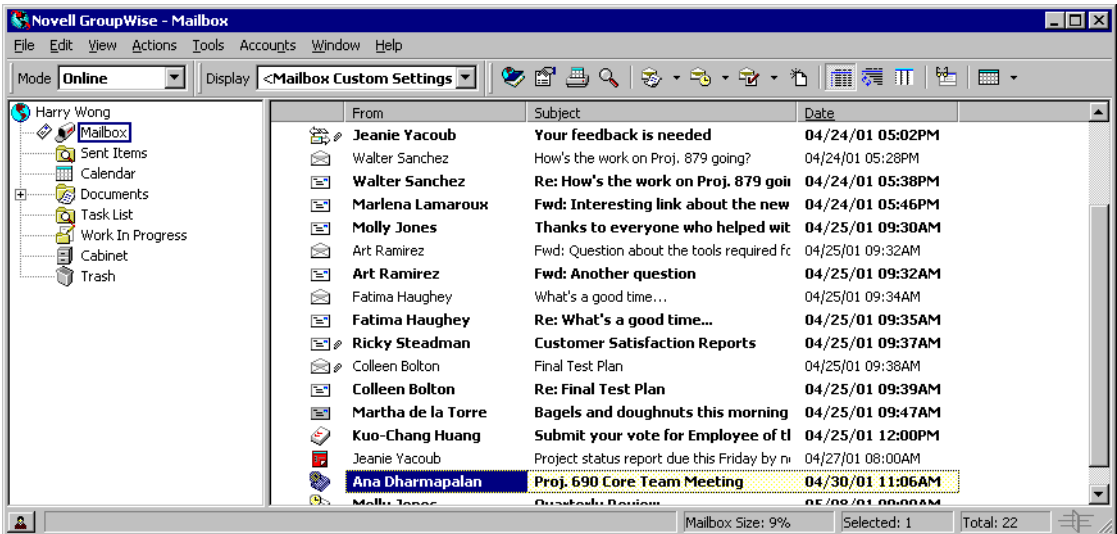 Novell GroupWise - Mailbox
File Edit View Actions Tools Accounts Window Help
Mode Online Display <Mailbox Custom Settings
Harry Wong
Mailbox
Sent Items
Calendar
Documents
Task List
Work In Progress
Cabinet
Trash
From Subject Date
Jeanie Yacoub Your feedback is needed 04/24/01 05:02PM
Walter Sanchez How's the work on Proj. 879 going? 04/24/01 05:28PM
Walter Sanchez Re: How's the work on Proj. 879 goi 04/24/01 05:38PM
Marlena Lamaroux Fwd: Interesting link about the new 04/24/01 05:46PM
Molly Jones Thanks to everyone who helped wit 04/25/01 09:30AM
Art Ramirez Fwd: Question about the tools required fo 04/25/01 09:32AM
Art Ramirez Fwd: Another question 04/25/01 09:32AM
Fatima Haughey What's a good time... 04/25/01 09:34AM
Fatima Haughey Re: What's a good time... 04/25/01 09:35AM
Ricky Steadman Customer Satisfaction Reports 04/25/01 09:37AM
Colleen Bolton Final Test Plan 04/25/01 09:38AM
Colleen Bolton Re: Final Test Plan 04/25/01 09:39AM
Martha de la Torre Bagels and doughnuts this morning 04/25/01 09:47AM
Kuo-Chang Huang Submit your vote for Employee of tl 04/25/01 12:00PM
Jeanie Yacoub Project status report due this Friday by n 04/27/01 08:00AM
Ana Dharmapalan Proj. 690 Core Team Meeting 04/30/01 11:06AM
Molly Jones Quarterly Review 05/08/01 09:00AM
Mailbox Size: 9% Selected: 1 Total: 22